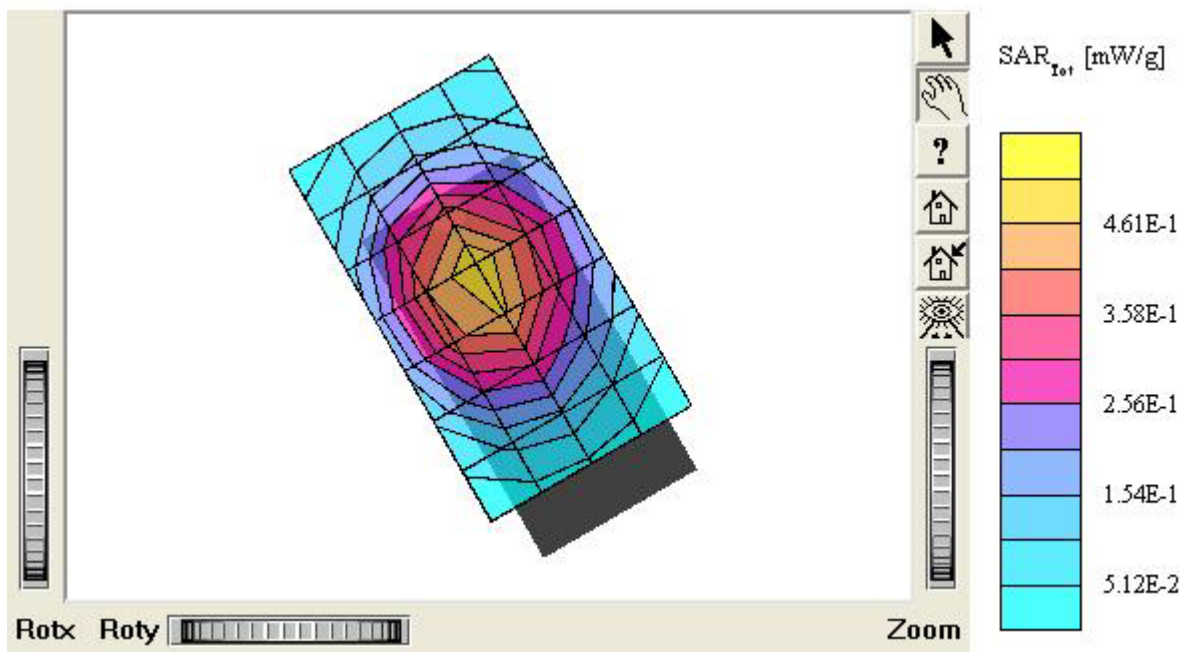 SAR_Tot [mW/g]
?
4.61E-1
3.58E-1
2.56E-1
1.54E-1
5.12E-2
Rotx Roty Zoom